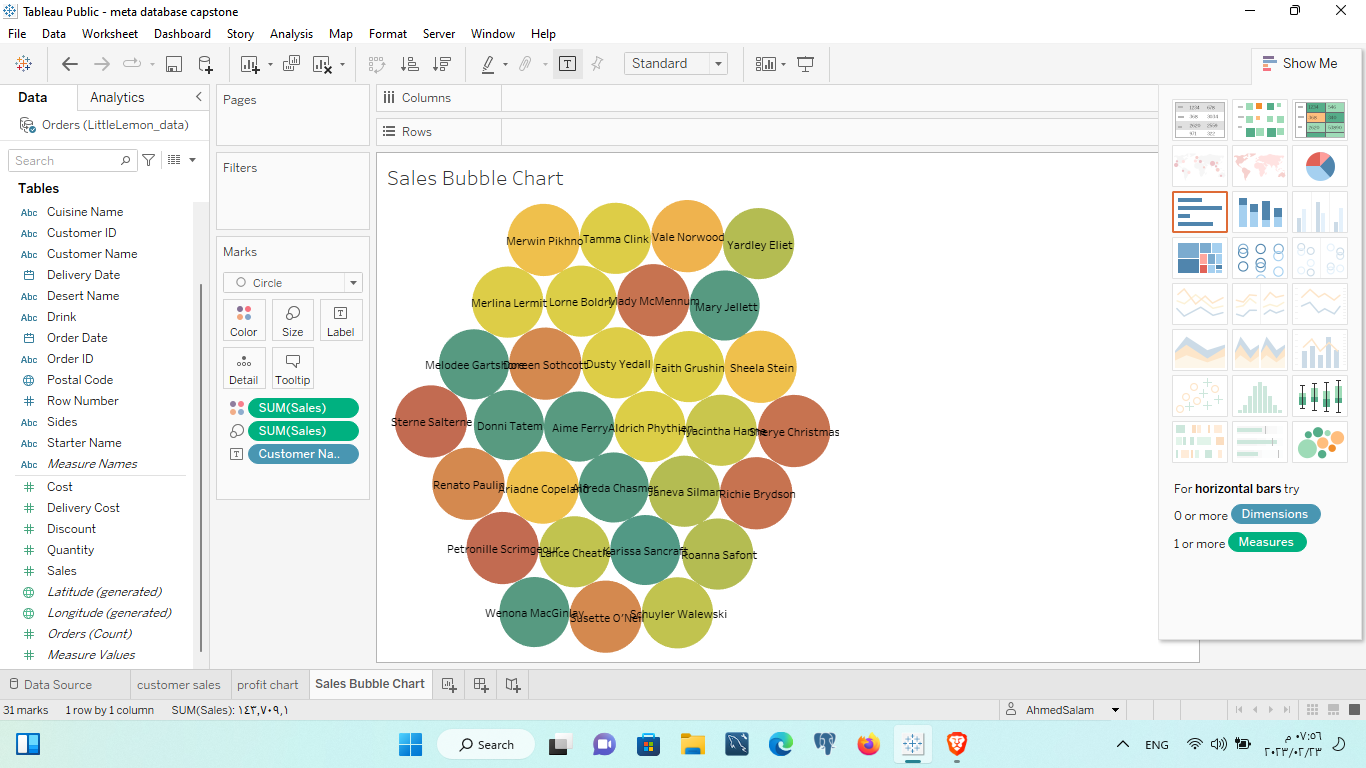 Tableau Public - meta database capstone
File Data Worksheet Dashboard Story Analysis Map Format Server Window Help
Standard
Show Me
Data Analytics
Orders (LittleLemon_data)
Search
Tables
Abc Cuisine Name
Abc Customer ID
Abc Customer Name
Delivery Date
Abc Desert Name
Abc Drink
Order Date
Abc Order ID
Postal Code
# Row Number
Abc Sides
Abc Starter Name
Abc Measure Names
# Cost
# Delivery Cost
# Discount
# Quantity
# Sales
Latitude (generated)
Longitude (generated)
# Orders (Count)
# Measure Values
Pages
Filters
Marks
Circle
Color Size Label
Detail Tooltip
SUM(Sales)
SUM(Sales)
Customer Na..
Columns
Rows
Sales Bubble Chart
Merwin Pikhno Tamma Clink Vale Norwood Yardley Eliet
Merlina Lermit Lorne Boldry Mady McMennum Mary Jellett
Melodee Gartshore Doreen Sothcott Dusty Yedall Faith Grushin Sheela Stein
Sterne Salterne Donni Tatem Aime Ferry Aldrich Phythien Hyacintha Sherye Christmas
Renato Paulig Ariadne Copeland Alfreda Chasmer Saneva Silman Richie Brydson
Petronille Scrimgeour Lance Karissa Sancraft Roanna Safont
Wenona MacGinlay Susette O'Neil Schuyler Walewski
For horizontal bars try
0 or more Dimensions
1 or more Measures
Data Source customer sales profit chart Sales Bubble Chart
31 marks 1 row by 1 column SUM(Sales): ١٤٣,٧٠٩,١ AhmedSalam
Search
ENG
٠٧:٥٦ م
٢٠٢٣/٠٢/٢٣